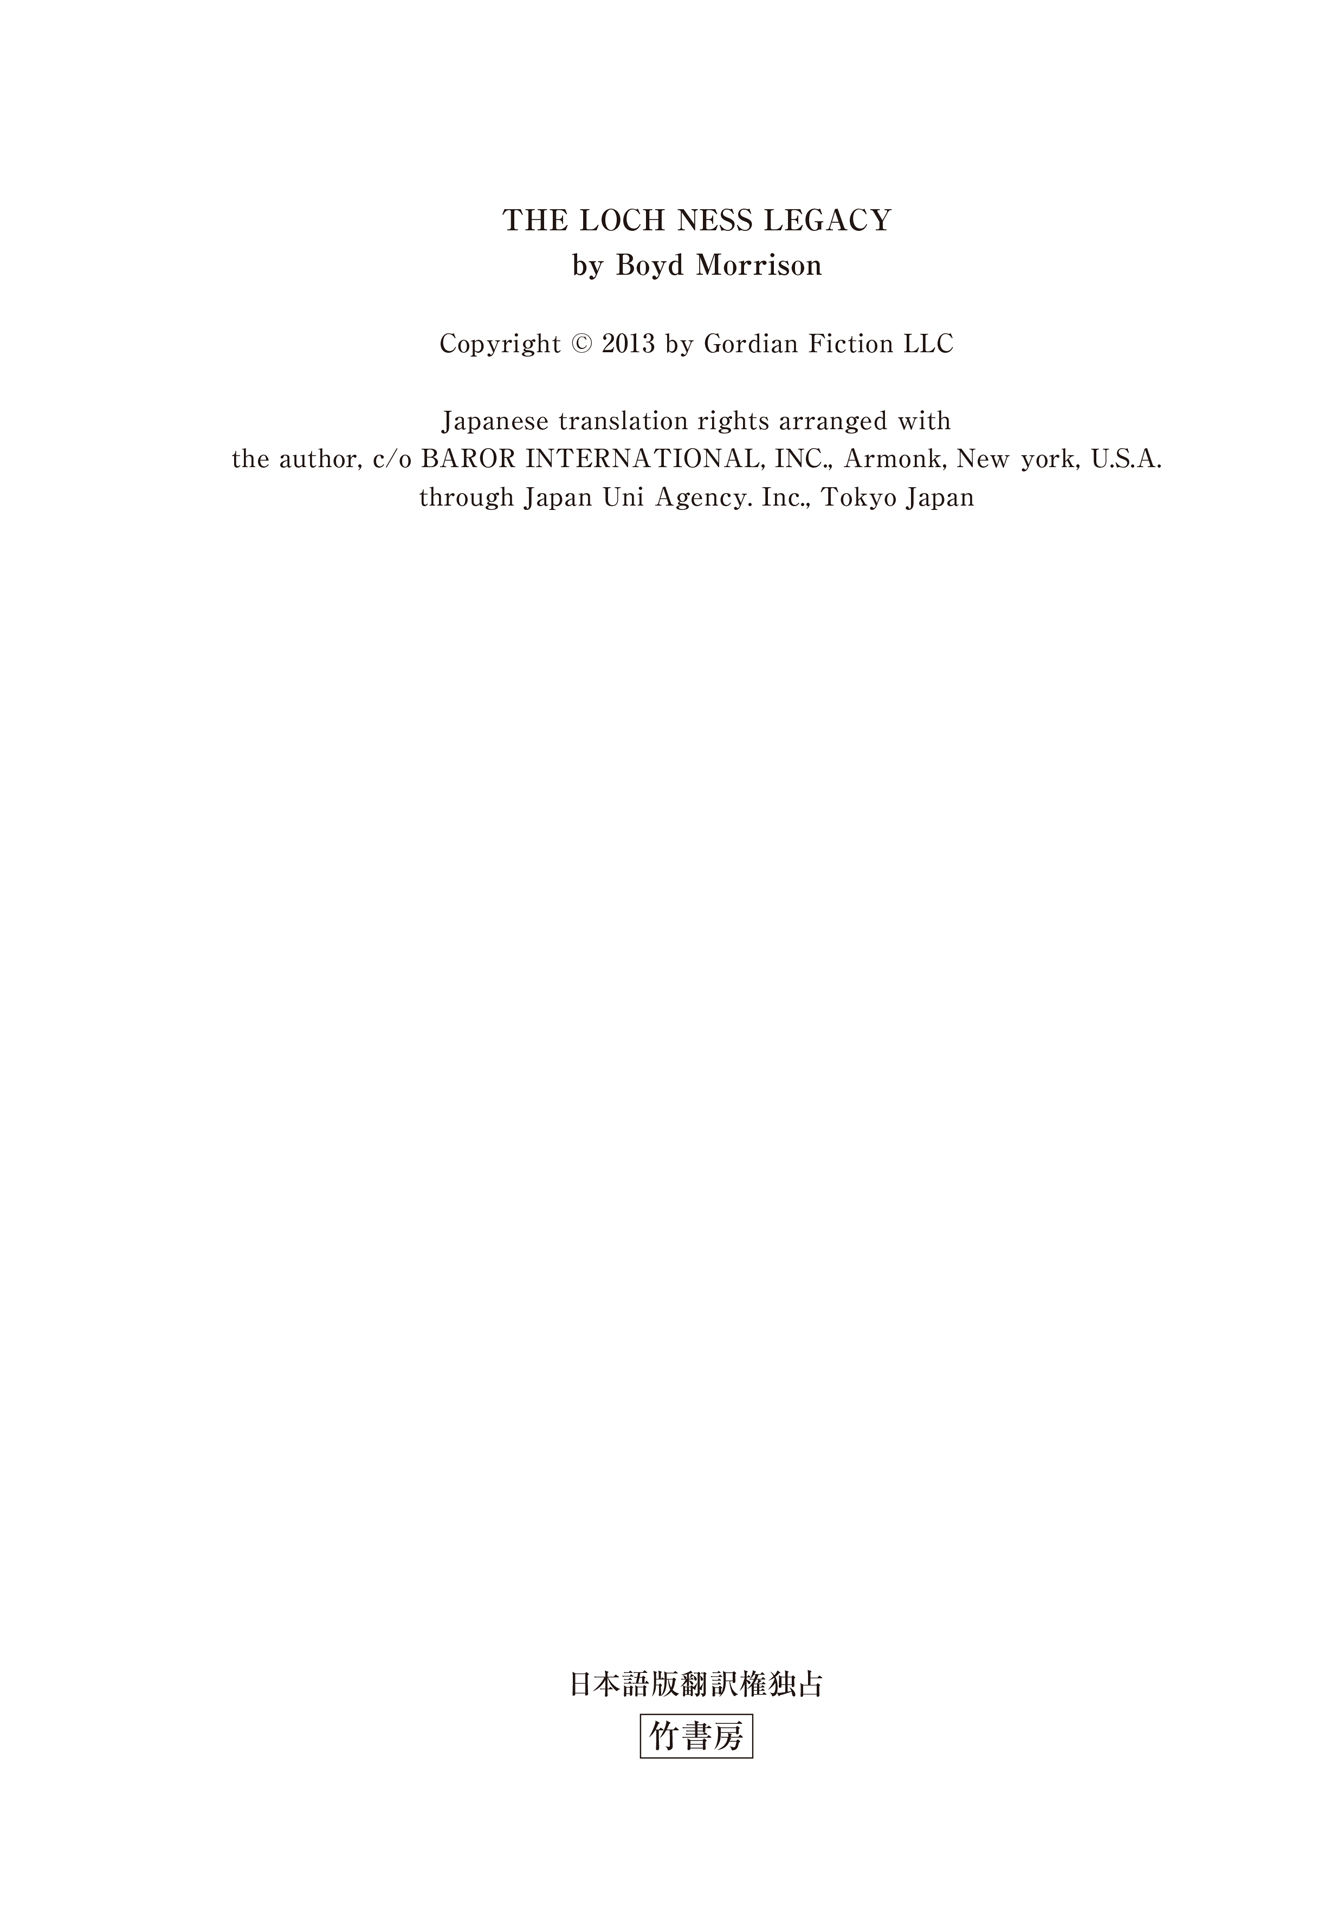 THE LOCH NESS LEGACY
by Boyd Morrison
Copyright © 2013 by Gordian Fiction LLC
Japanese translation rights arranged with
the author, c/o BAROR INTERNATIONAL, INC., Armonk, New york, U.S.A.
through Japan Uni Agency. Inc., Tokyo Japan
日本語版翻訳権独占
竹書房